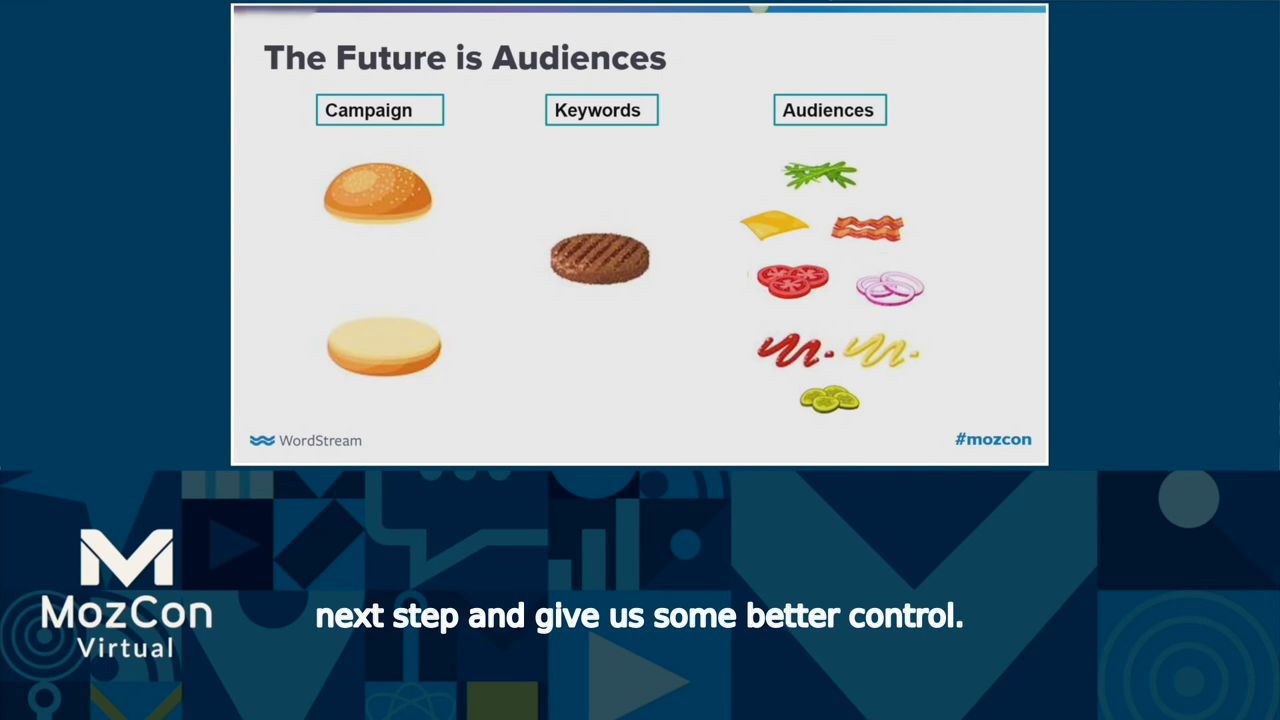 The Future is Audiences
Campaign
Keywords
Audiences
WordStream
#mozcon
MozCon
Virtual
next step and give us some better control.